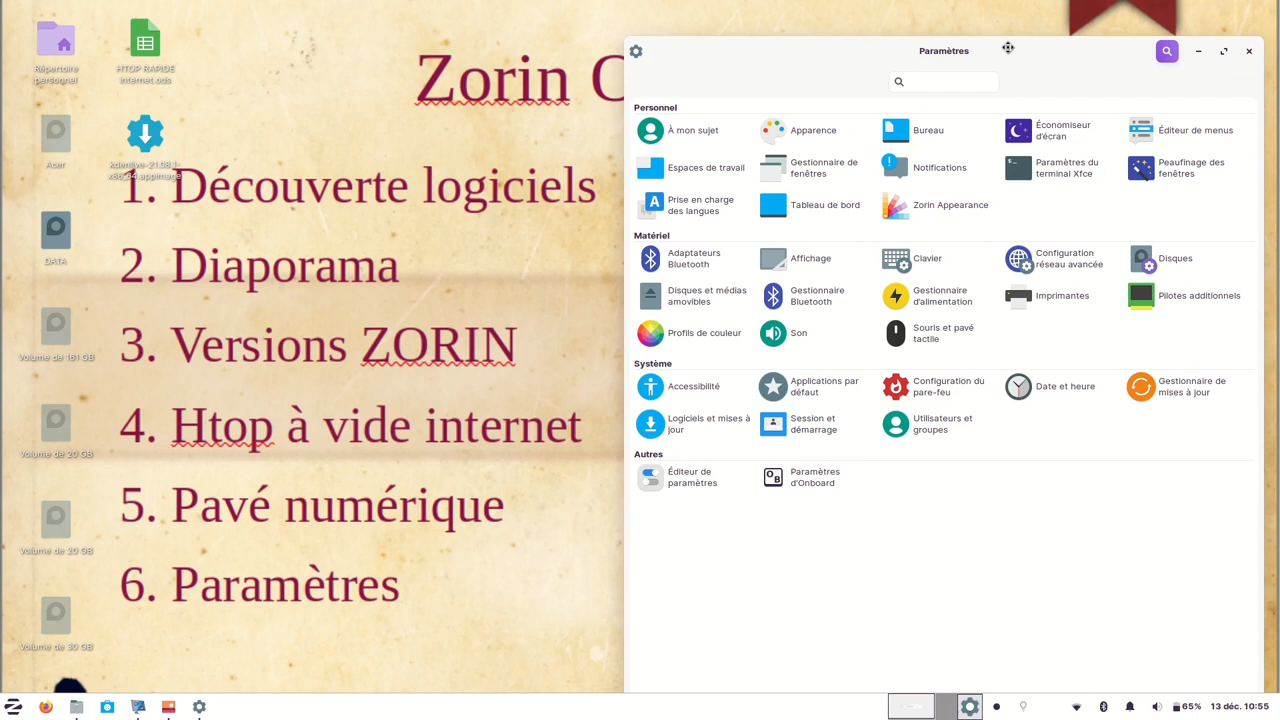 Répertoire
personnel
HTOP RAPIDE
internet.ods
Acer
kdenlive-21.08.1-
x86_64.appimage
DATA
Volume de 161 GB
Volume de 20 GB
Volume de 20 GB
Volume de 30 GB
Zorin
1. Découverte logiciels
2. Diaporama
3. Versions ZORIN
4. Htop à vide internet
5. Pavé numérique
6. Paramètres
Paramètres
Personnel
À mon sujet
Apparence
Bureau
Économiseur
d'écran
Éditeur de menus
Espaces de travail
Gestionnaire de
fenêtres
Notifications
Paramètres du
terminal Xfce
Peaufinage des
fenêtres
Prise en charge
des langues
Tableau de bord
Zorin Appearance
Matériel
Adaptateurs
Bluetooth
Affichage
Clavier
Configuration
réseau avancée
Disques
Disques et médias
amovibles
Gestionnaire
Bluetooth
Gestionnaire
d'alimentation
Imprimantes
Pilotes additionnels
Profils de couleur
Son
Souris et pavé
tactile
Système
Accessibilité
Applications par
défaut
Configuration du
pare-feu
Date et heure
Gestionnaire de
mises à jour
Logiciels et mises à
jour
Session et
démarrage
Utilisateurs et
groupes
Autres
Éditeur de
paramètres
Paramètres
d'Onboard
65%
13 déc. 10:55